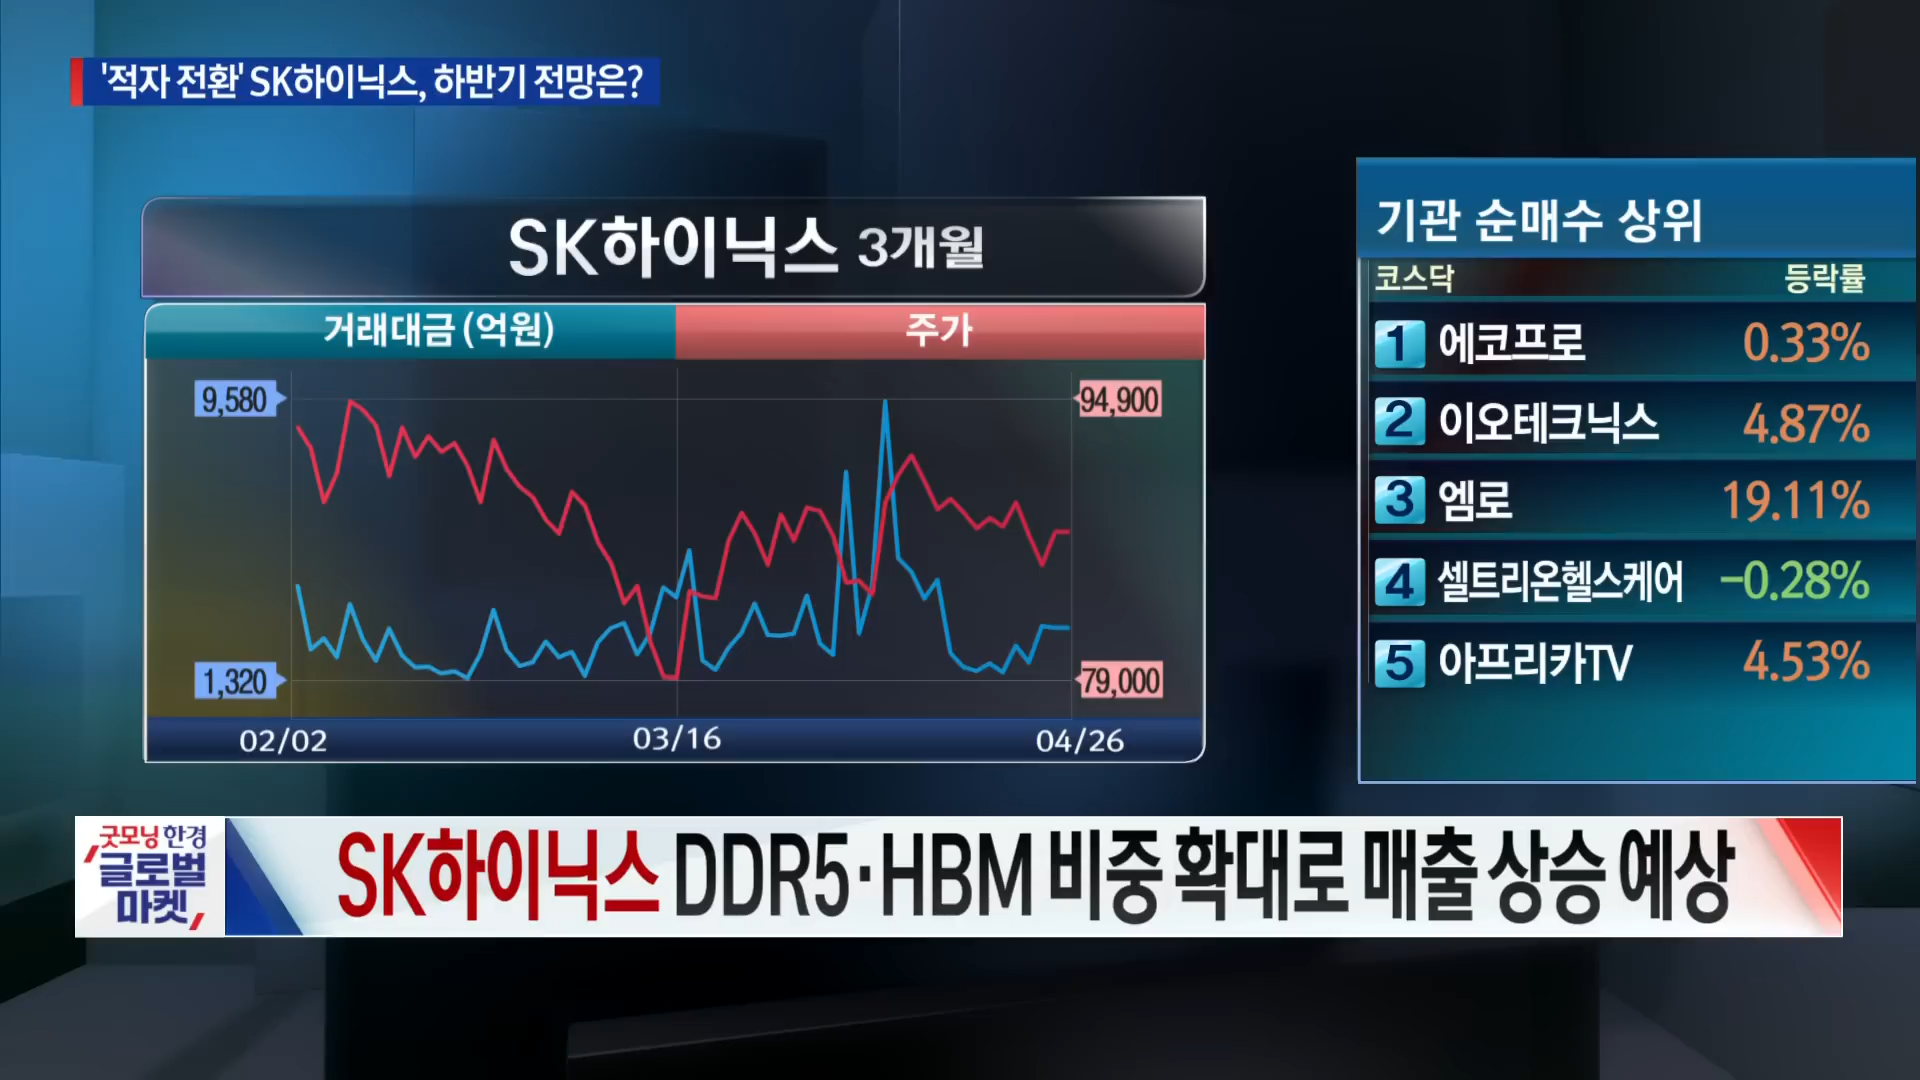 '적자 전환' SK하이닉스, 하반기 전망은?
SK하이닉스 3개월
거래대금 (억원) 주가
9,580 94,900
1,320 79,000
02/02 03/16 04/26
기관 순매수 상위
코스닥 등락률
1 에코프로 0.33%
2 이오테크닉스 4.87%
3 엠로 19.11%
4 셀트리온헬스케어 -0.28%
5 아프리카TV 4.53%
굿모닝 한경
글로벌
마켓
SK하이닉스 DDR5·HBM 비중 확대로 매출 상승 예상